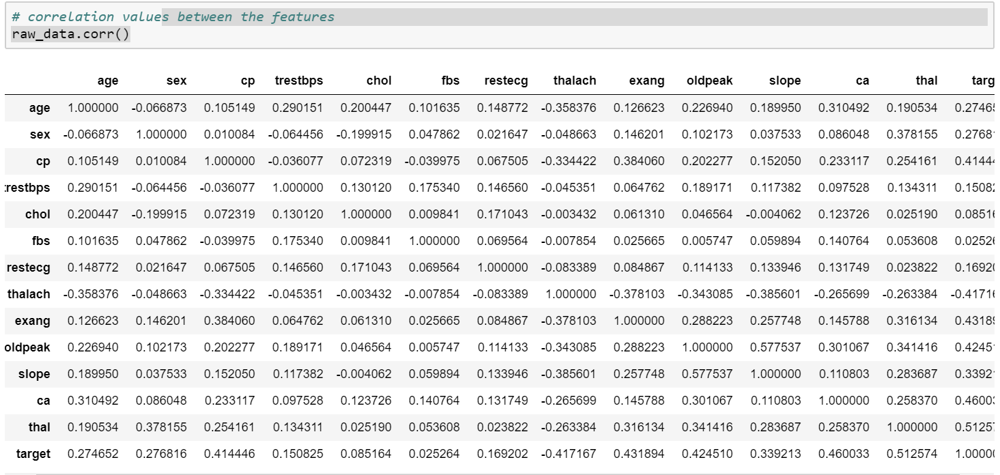 # correlation values between the features
raw_data.corr()
age sex cp trestbps chol fbs restecg thalach exang oldpeak slope ca thal targ
age 1.000000 -0.066873 0.105149 0.290151 0.200447 0.101635 0.148772 -0.358376 0.126623 0.226940 0.189950 0.310492 0.190534 0.27465
sex -0.066873 1.000000 0.010084 -0.064456 -0.199915 0.047862 0.021647 -0.048663 0.146201 0.102173 0.037533 0.086048 0.378155 0.27681
cp 0.105149 0.010084 1.000000 -0.036077 0.072319 -0.039975 0.067505 -0.334422 0.384060 0.202277 0.152050 0.233117 0.254161 0.41444
trestbps 0.290151 -0.064456 -0.036077 1.000000 0.130120 0.175340 0.146560 -0.045351 0.064762 0.189171 0.117382 0.097528 0.134311 0.15082
chol 0.200447 -0.199915 0.072319 0.130120 1.000000 0.009841 0.171043 -0.003432 0.061310 0.046564 -0.004062 0.123726 0.025190 0.08516
fbs 0.101635 0.047862 -0.039975 0.175340 0.009841 1.000000 0.069564 -0.007854 0.025665 0.005747 0.059894 0.140764 0.053608 0.02526
restecg 0.148772 0.021647 0.067505 0.146560 0.171043 0.069564 1.000000 -0.083389 0.084867 0.114133 0.133946 0.131749 0.023822 0.16920
thalach -0.358376 -0.048663 -0.334422 -0.045351 -0.003432 -0.007854 -0.083389 1.000000 -0.378103 -0.343085 -0.385601 -0.265699 -0.263384 -0.41716
exang 0.126623 0.146201 0.384060 0.064762 0.061310 0.025665 0.084867 -0.378103 1.000000 0.288223 0.257748 0.145788 0.316134 0.43189
oldpeak 0.226940 0.102173 0.202277 0.189171 0.046564 0.005747 0.114133 -0.343085 0.288223 1.000000 0.577537 0.301067 0.341416 0.42451
slope 0.189950 0.037533 0.152050 0.117382 -0.004062 0.059894 0.133946 -0.385601 0.257748 0.577537 1.000000 0.110803 0.283687 0.33921
ca 0.310492 0.086048 0.233117 0.097528 0.123726 0.140764 0.131749 -0.265699 0.145788 0.301067 0.110803 1.000000 0.258370 0.46003
thal 0.190534 0.378155 0.254161 0.134311 0.025190 0.053608 0.023822 -0.263384 0.316134 0.341416 0.283687 0.258370 1.000000 0.51257
target 0.274652 0.276816 0.414446 0.150825 0.085164 0.025264 0.169202 -0.417167 0.431894 0.424510 0.339213 0.460033 0.512574 1.0000